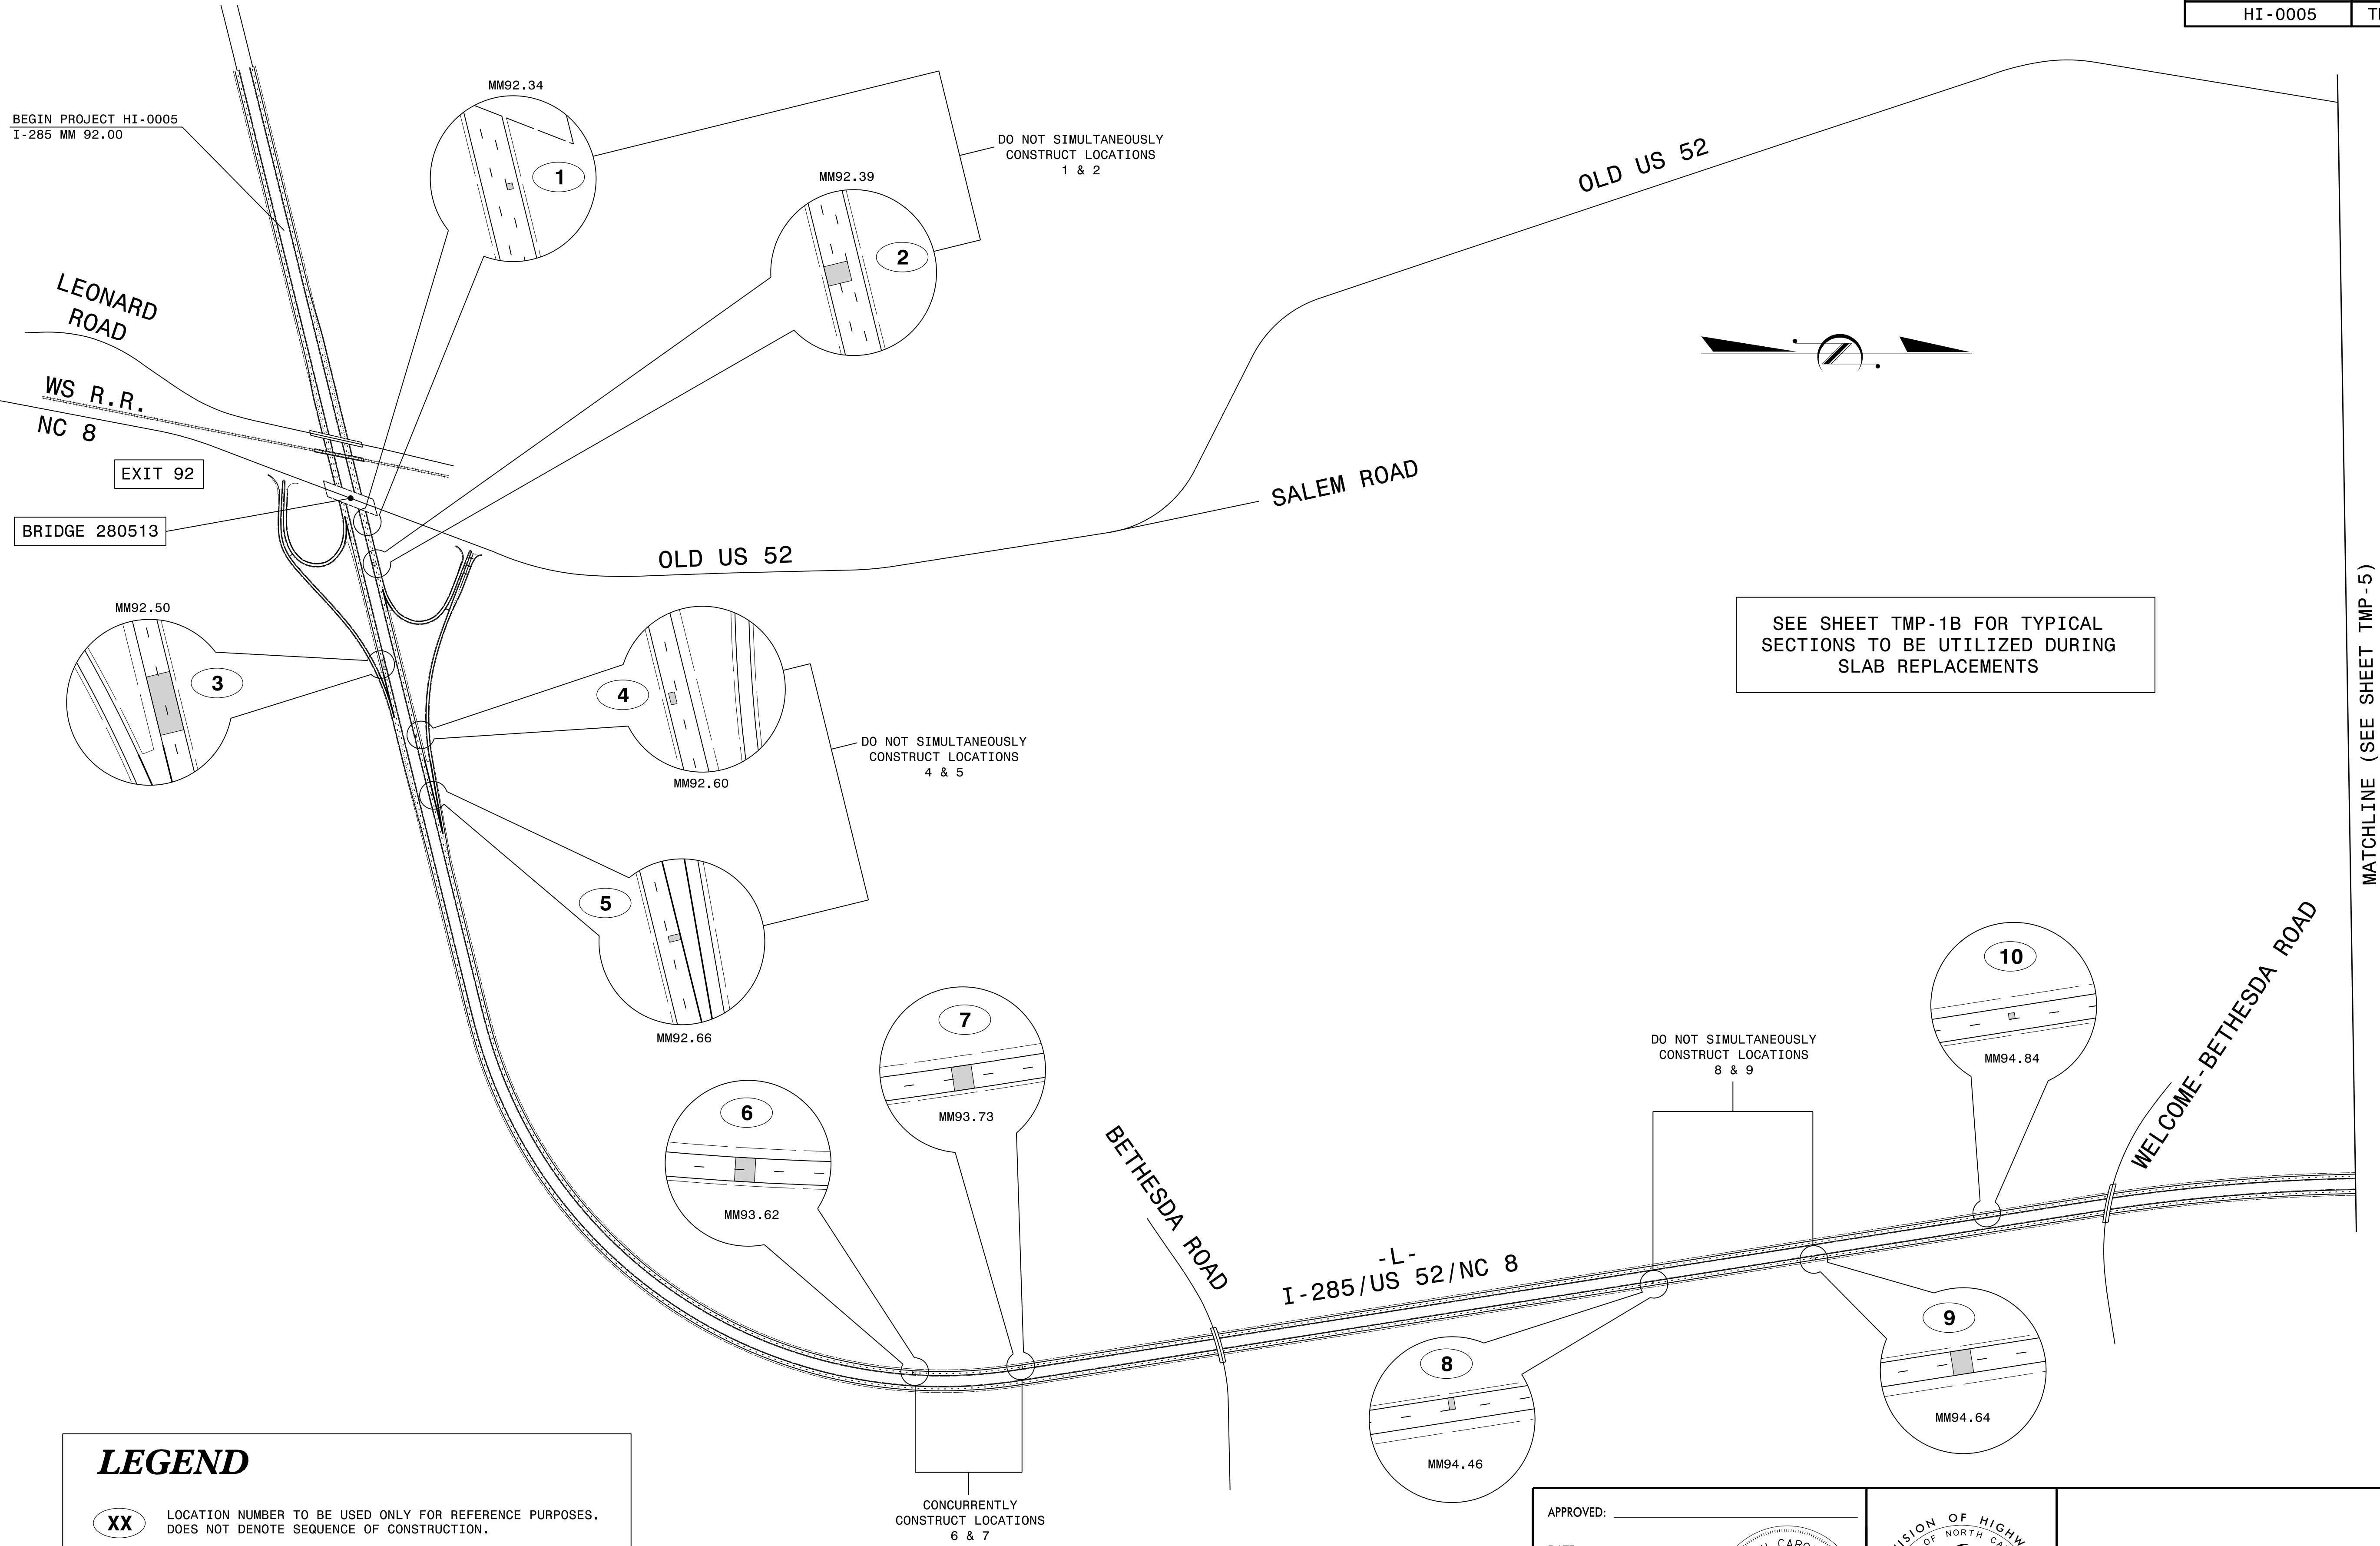 HI-0005
BEGIN PROJECT HI-0005
I-285 MM 92.00
MM92.34
1
DO NOT SIMULTANEOUSLY
CONSTRUCT LOCATIONS
1 & 2
MM92.39
2
OLD US 52
LEONARD
ROAD
WS R.R.
NC 8
EXIT 92
BRIDGE 280513
SALEM ROAD
OLD US 52
MM92.50
3
4
MM92.60
DO NOT SIMULTANEOUSLY
CONSTRUCT LOCATIONS
4 & 5
SEE SHEET TMP-1B FOR TYPICAL
SECTIONS TO BE UTILIZED DURING
SLAB REPLACEMENTS
MATCHLINE (SEE SHEET TMP-5)
5
MM92.66
6
MM93.62
7
MM93.73
BETHESDA ROAD
-L-
I-285/US 52/NC 8
DO NOT SIMULTANEOUSLY
CONSTRUCT LOCATIONS
8 & 9
10
MM94.84
WELCOME-BETHESDA ROAD
8
MM94.46
9
MM94.64
CONCURRENTLY
CONSTRUCT LOCATIONS
6 & 7
LEGEND
XX
LOCATION NUMBER TO BE USED ONLY FOR REFERENCE PURPOSES.
DOES NOT DENOTE SEQUENCE OF CONSTRUCTION.
APPROVED:
OF HIGHW
OF NORTH CA